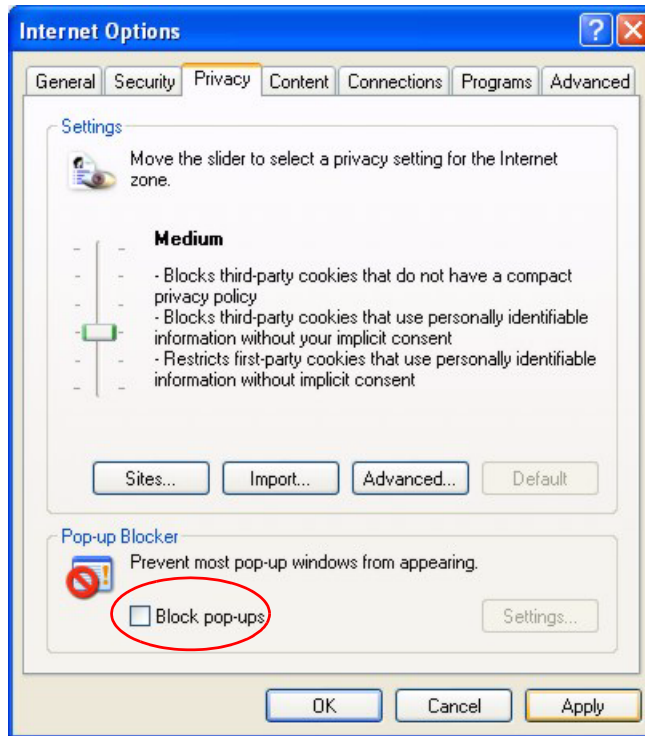 Internet Options
General Security Privacy Content Connections Programs Advanced
Settings
Move the slider to select a privacy setting for the Internet
zone.
Medium
- Blocks third-party cookies that do not have a compact
privacy policy
- Blocks third-party cookies that use personally identifiable
information without your implicit consent
- Restricts first-party cookies that use personally identifiable
information without implicit consent
Sites... Import... Advanced... Default
Pop-up Blocker
Prevent most pop-up windows from appearing.
Block pop-ups Settings...
OK Cancel Apply